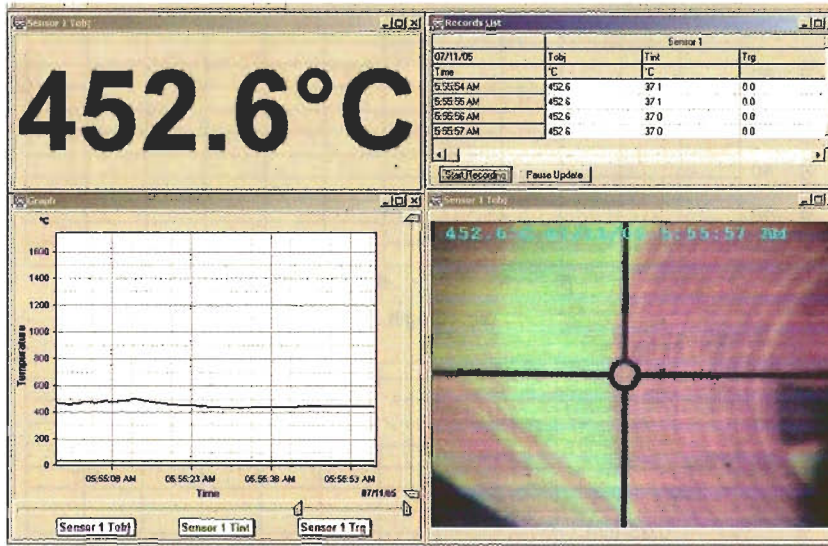 Sensor 1 Tobj
452.6°C
Records List
Sensor 1
07/11/05 Tobj Tint Trg
Time °C °C
5:55:54 AM 452.6 37.1 0.0
5:55:55 AM 452.6 37.1 0.0
5:55:56 AM 452.6 37.0 0.0
5:55:57 AM 452.6 37.0 0.0
Start Recording Pause Update
Graph
°C
1600
1400
1200
1000
800
600
400
200
0
Temperature
05:55:08 AM 05:55:23 AM 05:55:38 AM 05:55:53 AM
Time 07/11/05
Sensor 1 Tobj Sensor 1 Tint Sensor 1 Trg
Sensor 1 Tobj
452.6 5:55:57 AM